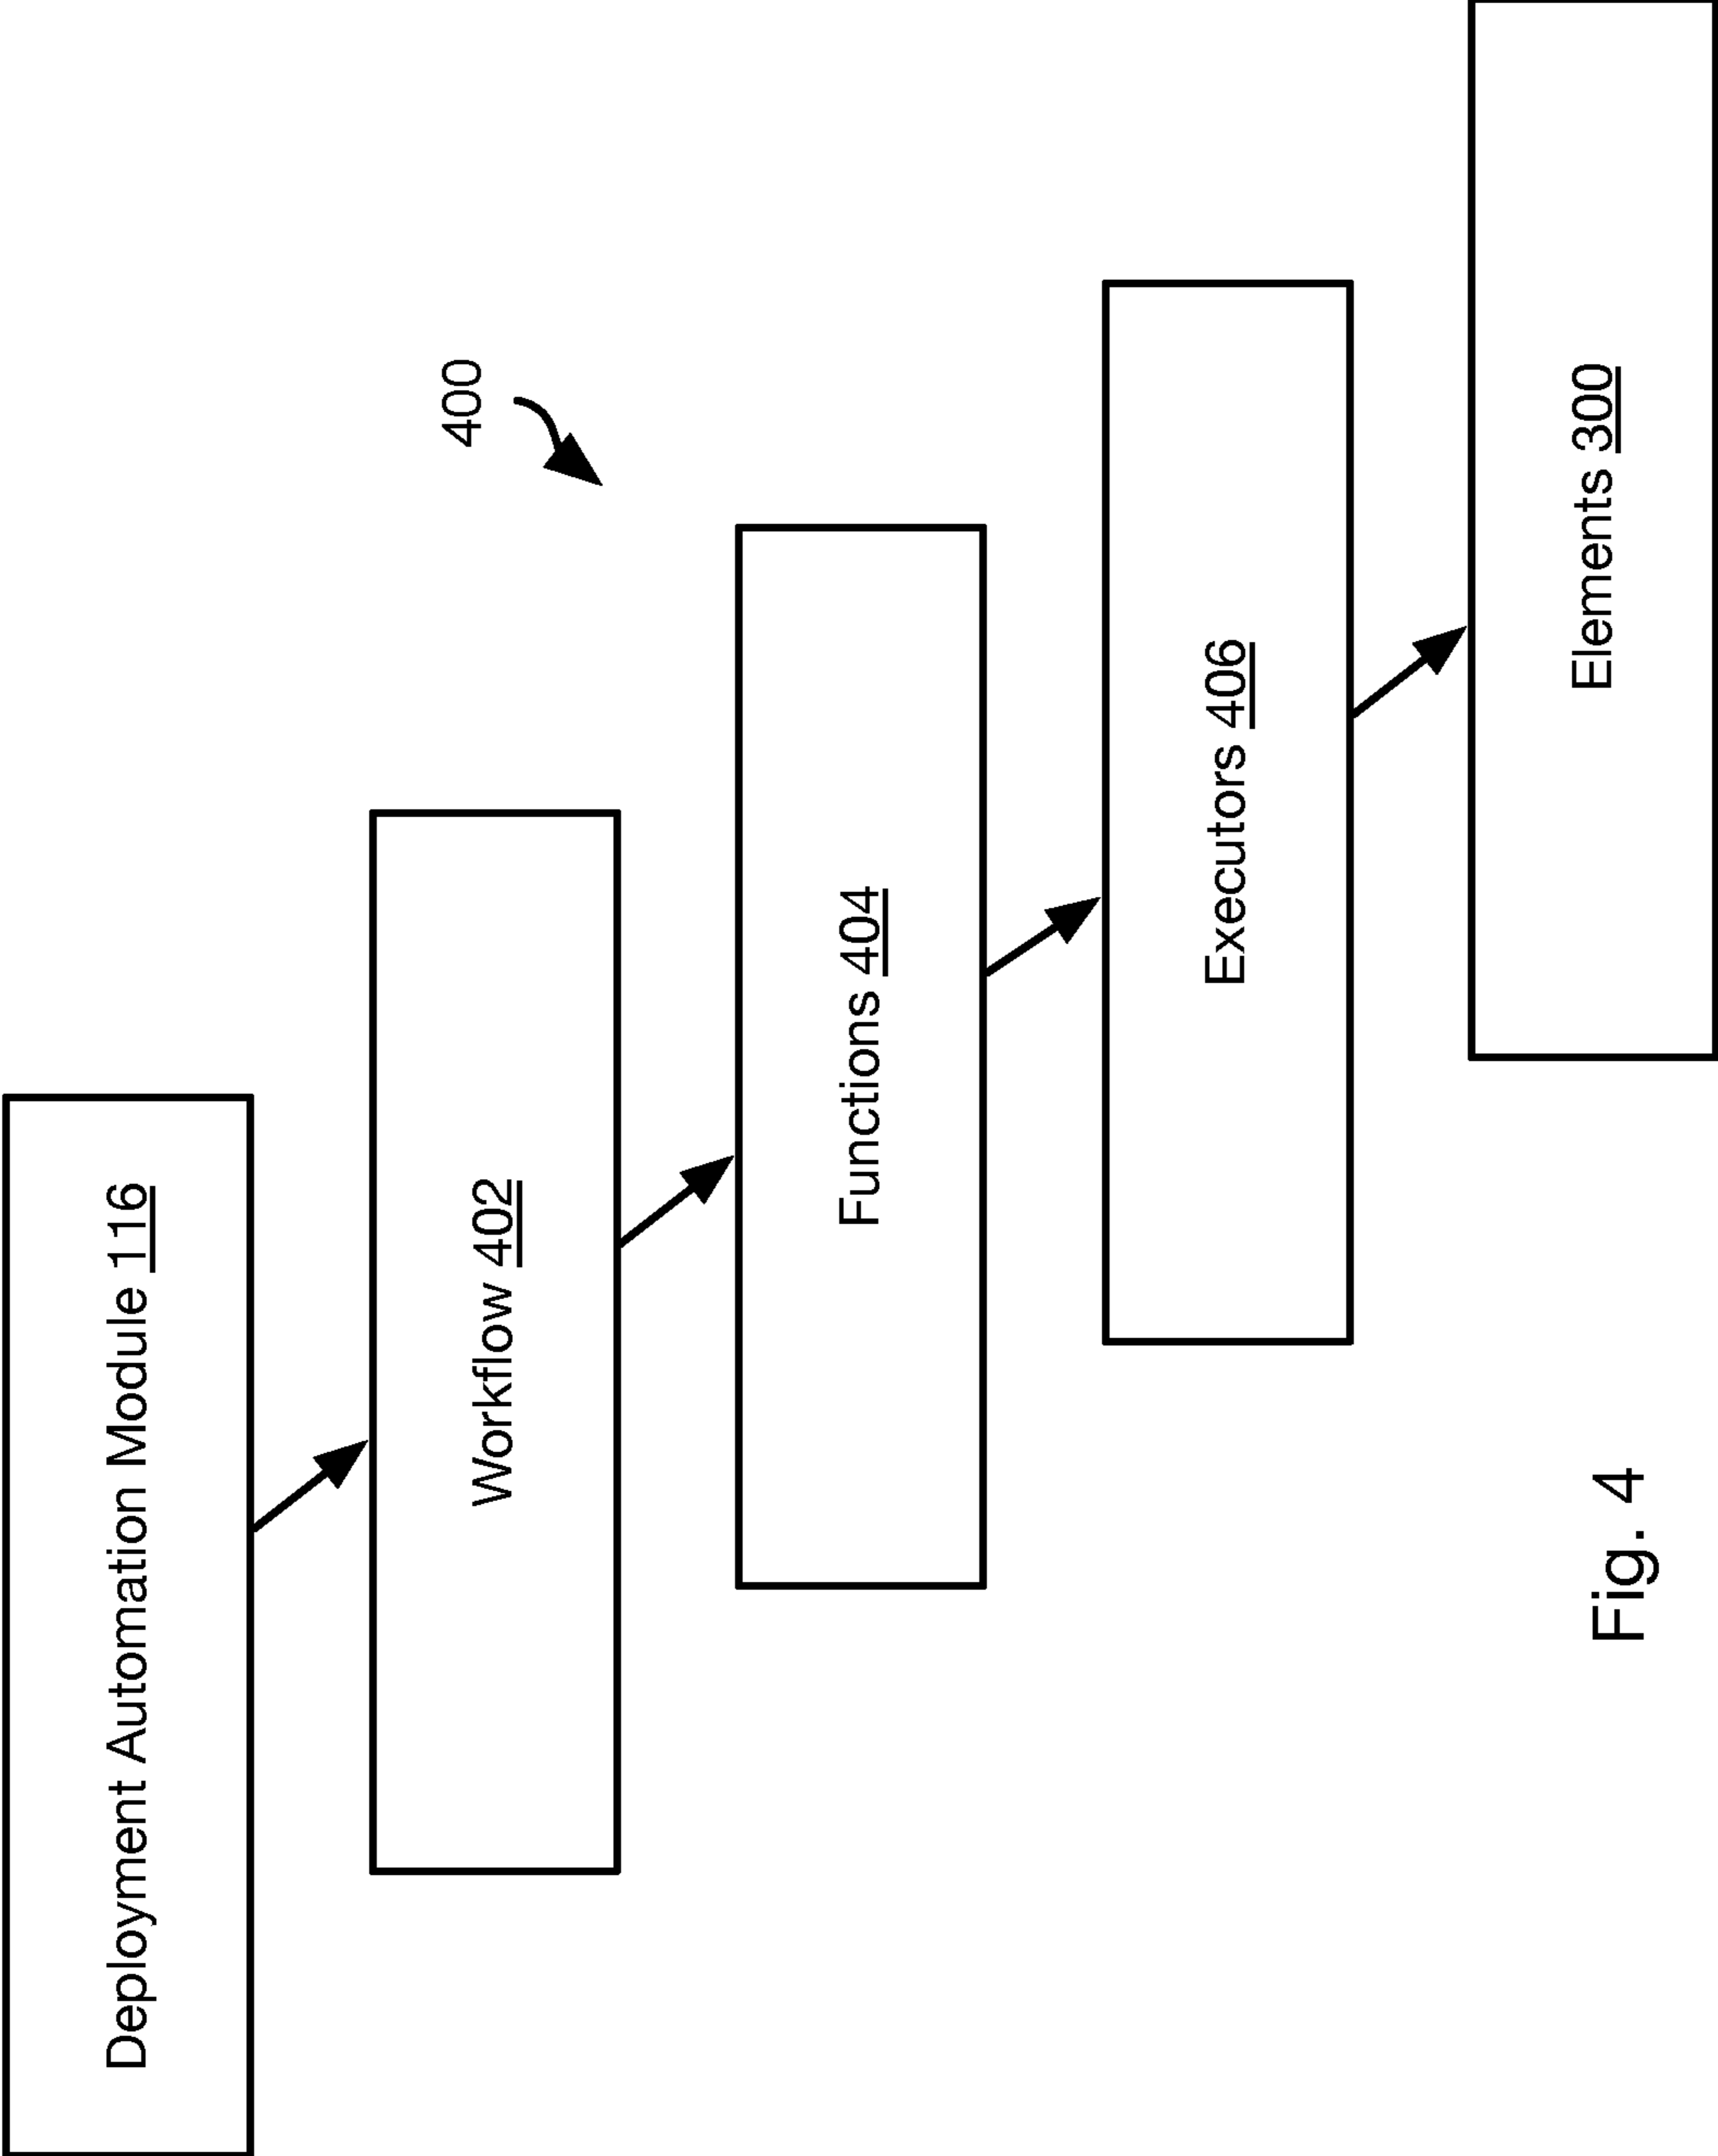 Deployment Automation Module 116
400
Workflow 402
Functions 404
Executors 406
Elements 300
Fig. 4